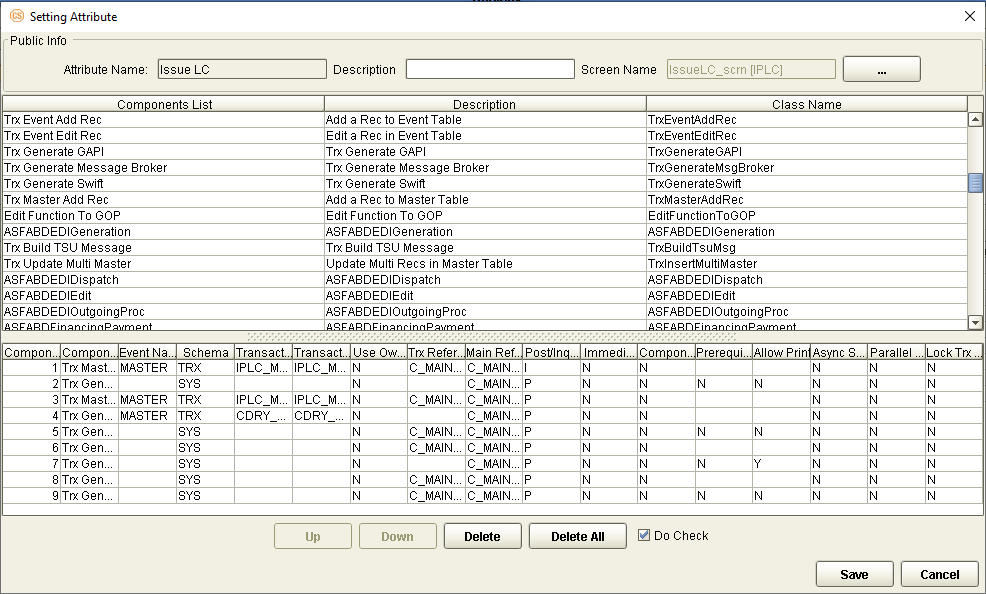 CS Setting Attribute
Public Info
Attribute Name: Issue LC Description Screen Name IssueLC_scrn [IPLC] ...
Components List Description Class Name
Trx Event Add Rec Add a Rec to Event Table TrxEventAddRec
Trx Event Edit Rec Edit a Rec in Event Table TrxEventEditRec
Trx Generate GAPI Trx Generate GAPI TrxGenerateGAPI
Trx Generate Message Broker Trx Generate Message Broker TrxGenerateMsgBroker
Trx Generate Swift Trx Generate Swift TrxGenerateSwift
Trx Master Add Rec Add a Rec to Master Table TrxMasterAddRec
Edit Function To GOP Edit Function To GOP EditFunctionToGOP
ASFABDEDIGeneration ASFABDEDIGeneration ASFABDEDIGeneration
Trx Build TSU Message Trx Build TSU Message TrxBuildTsuMsg
Trx Update Multi Master Update Multi Recs in Master Table TrxInsertMultiMaster
ASFABDEDIDispatch ASFABDEDIDispatch ASFABDEDIDispatch
ASFABDEDIEdit ASFABDEDIEdit ASFABDEDIEdit
ASFABDEDIOutgoingProc ASFABDEDIOutgoingProc ASFABDEDIOutgoingProc
ASFABDFinancingPayment ASFABDFinancingPayment ASFABDFinancingPayment
Compon... Compon... Event Na... Schema Transact... Transact... Use Ow... Trx Refer... Main Ref... Post/Inq... Immedi... Compon... Prerequi... Allow Print Async S... Parallel ... Lock Trx ...
1 Trx Mast... MASTER TRX IPLC_M... IPLC_M... N C_MAIN... C_MAIN... I N N N N N
2 Trx Gen... SYS N C_MAIN... P N N N N N N N
3 Trx Mast... MASTER TRX IPLC_M... IPLC_M... N C_MAIN... C_MAIN... P N N N N N
4 Trx Gen... MASTER TRX CDRY_... CDRY_... N C_MAIN... P N N N N N
5 Trx Gen... SYS N C_MAIN... C_MAIN... P N N N N N N N
6 Trx Gen... SYS N C_MAIN... C_MAIN... P N N N N N
7 Trx Gen... SYS N C_MAIN... P N N N Y N N N
8 Trx Gen... SYS N C_MAIN... C_MAIN... P N N N N N
9 Trx Gen... SYS N C_MAIN... C_MAIN... P N N N N N N N
Up Down Delete Delete All Do Check
Save Cancel